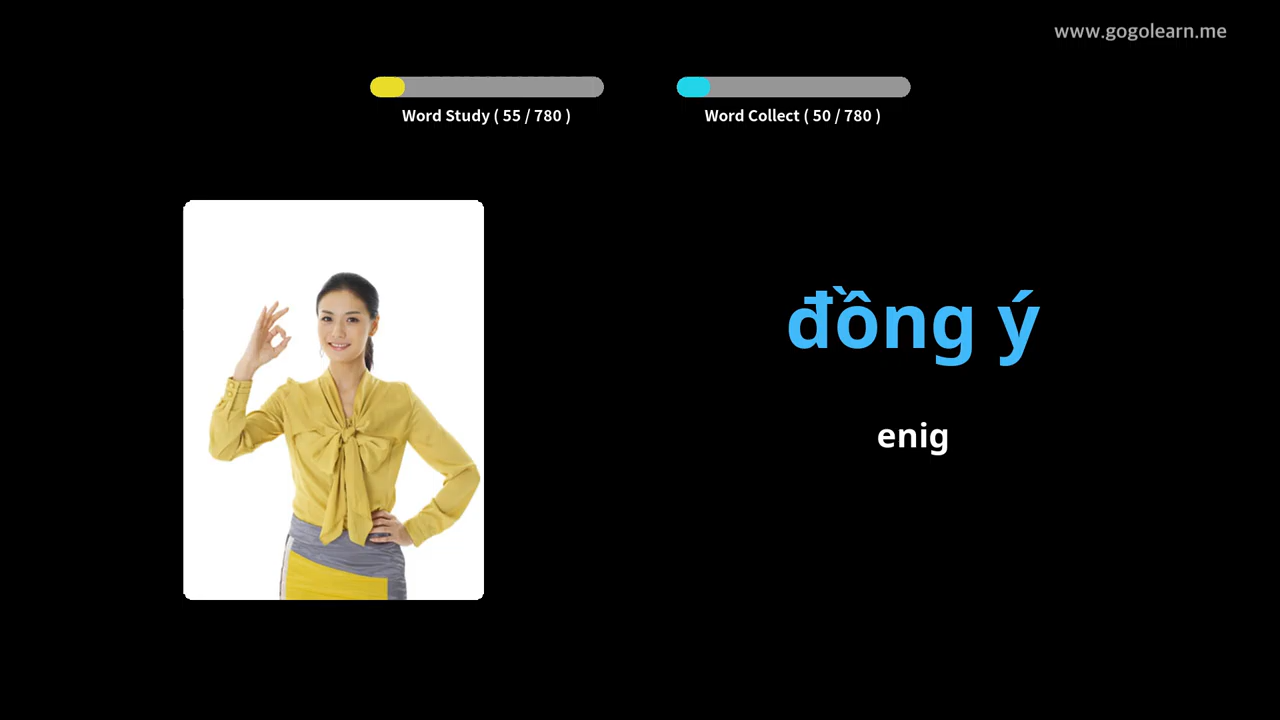 www.gogolearn.me
Word Study ( 55 / 780 )
Word Collect ( 50 / 780 )
đồng ý
enig